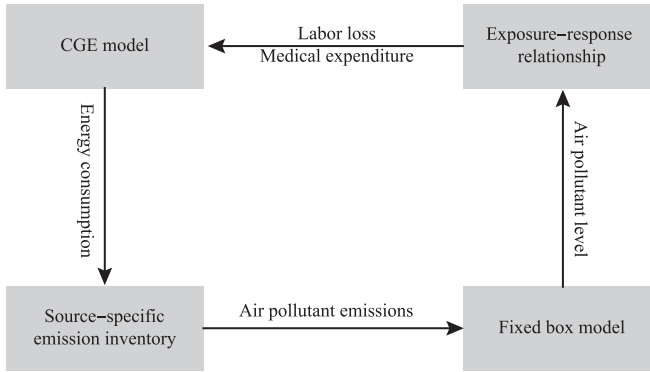 CGE model
Labor loss
Medical expenditure
Exposure–response
relationship
Energy consumption
Air pollutant level
Source–specific
emission inventory
Air pollutant emissions
Fixed box model